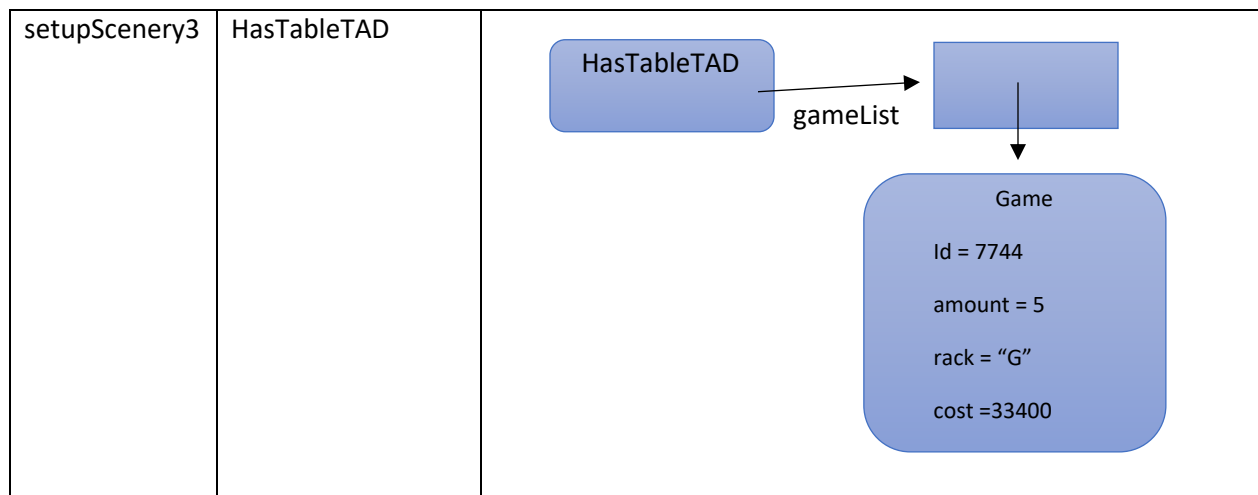 setupScenery3
HasTableTAD
HasTableTAD
gameList
Game
Id = 7744
amount = 5
rack = “G”
cost =33400